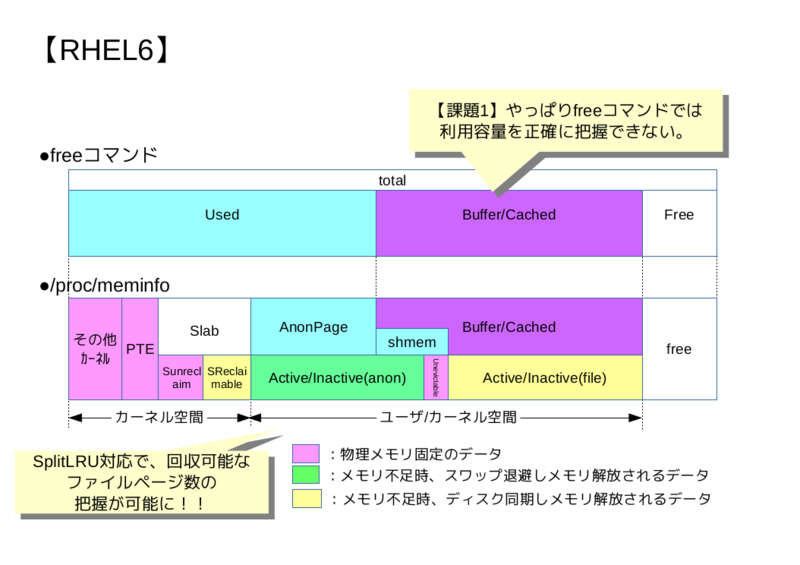 【RHEL6】
【課題1】やっぱりfreeコマンドでは
利用容量を正確に把握できない。
●freeコマンド
total
Used
Buffer/Cached
Free
●/proc/meminfo
その他
ｶｰﾈﾙ
PTE
Slab
AnonPage
Buffer/Cached
shmem
free
Sunrecl
aim
SReclai
mable
Active/Inactive(anon)
Unevictable
Active/Inactive(file)
カーネル空間
ユーザ/カーネル空間
SplitLRU対応で、回収可能な
ファイルページ数の
把握が可能に！！
：物理メモリ固定のデータ
：メモリ不足時、スワップ退避しメモリ解放されるデータ
：メモリ不足時、ディスク同期しメモリ解放されるデータ